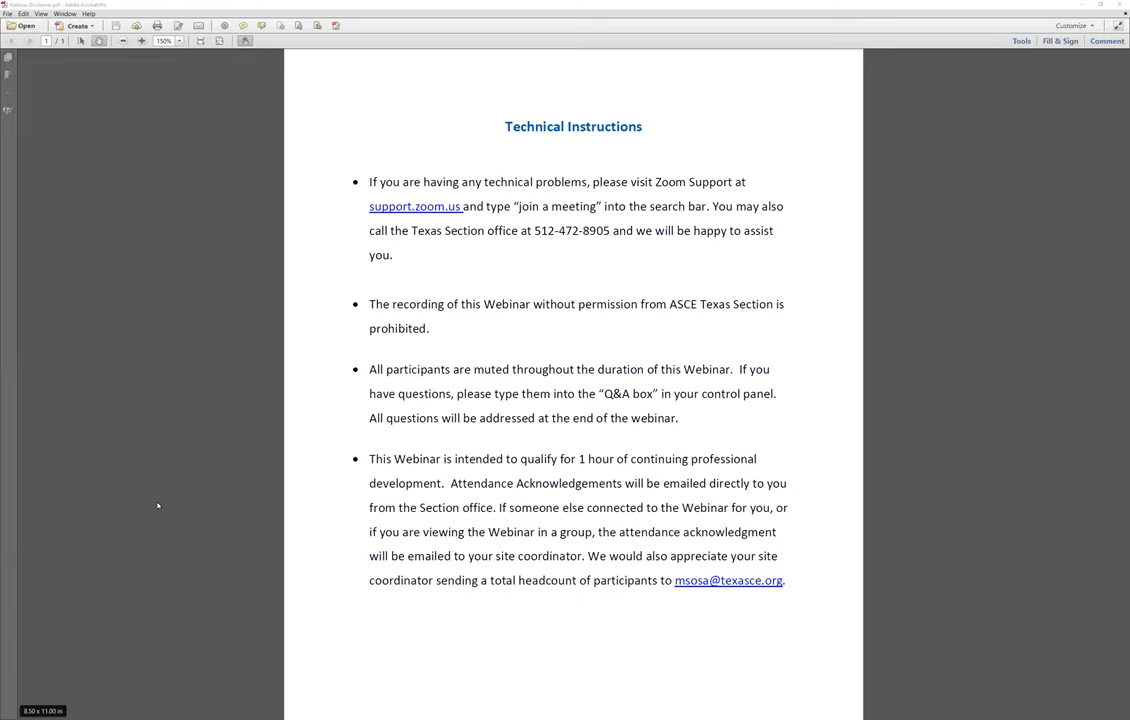 Webinar Disclaimer.pdf - Adobe Acrobat Pro
File Edit View Window Help
Open Create Customize
1 / 1 150% Tools Fill & Sign Comment
Technical Instructions
• If you are having any technical problems, please visit Zoom Support at
support.zoom.us and type “join a meeting” into the search bar. You may also
call the Texas Section office at 512-472-8905 and we will be happy to assist
you.
• The recording of this Webinar without permission from ASCE Texas Section is
prohibited.
• All participants are muted throughout the duration of this Webinar.  If you
have questions, please type them into the “Q&A box” in your control panel.
All questions will be addressed at the end of the webinar.
• This Webinar is intended to qualify for 1 hour of continuing professional
development.  Attendance Acknowledgements will be emailed directly to you
from the Section office. If someone else connected to the Webinar for you, or
if you are viewing the Webinar in a group, the attendance acknowledgment
will be emailed to your site coordinator. We would also appreciate your site
coordinator sending a total headcount of participants to msosa@texasce.org.
8.50 x 11.00 in